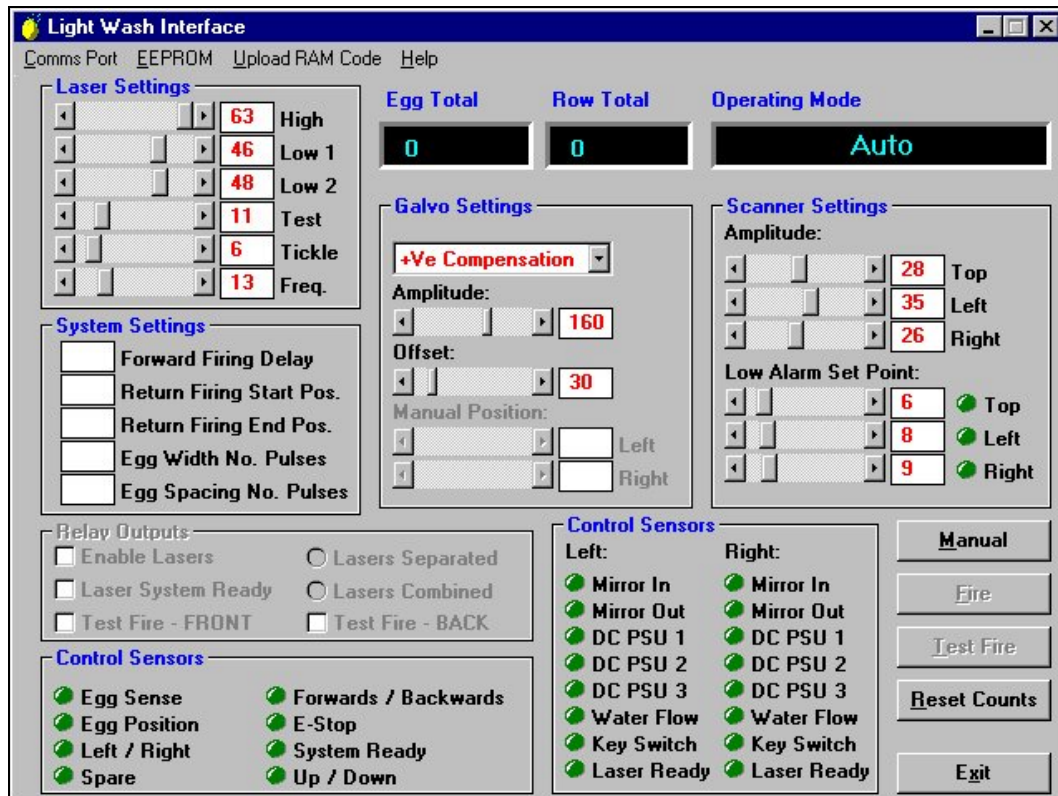 Light Wash Interface
Comms Port EEPROM Upload RAM Code Help
Laser Settings
63 High
46 Low 1
48 Low 2
11 Test
6 Tickle
13 Freq.
Egg Total
0
Row Total
0
Operating Mode
Auto
System Settings
Forward Firing Delay
Return Firing Start Pos.
Return Firing End Pos.
Egg Width No. Pulses
Egg Spacing No. Pulses
Galvo Settings
+Ve Compensation
Amplitude:
160
Offset:
30
Manual Position:
Left
Right
Scanner Settings
Amplitude:
28 Top
35 Left
26 Right
Low Alarm Set Point:
6 Top
8 Left
9 Right
Relay Outputs
Enable Lasers Lasers Separated
Laser System Ready Lasers Combined
Test Fire - FRONT Test Fire - BACK
Control Sensors
Egg Sense Forwards / Backwards
Egg Position E-Stop
Left / Right System Ready
Spare Up / Down
Control Sensors
Left: Right:
Mirror In Mirror In
Mirror Out Mirror Out
DC PSU 1 DC PSU 1
DC PSU 2 DC PSU 2
DC PSU 3 DC PSU 3
Water Flow Water Flow
Key Switch Key Switch
Laser Ready Laser Ready
Manual
Fire
Test Fire
Reset Counts
Exit